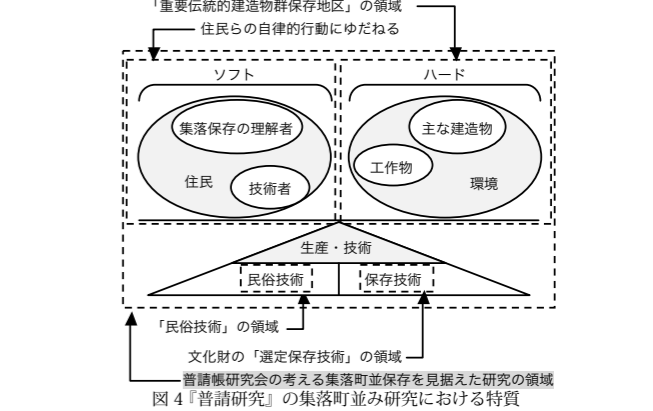 「重要伝統的建造物群保存地区」の領域
住民らの自律的行動にゆだねる
ソフト
ハード
集落保存の理解者
主な建造物
工作物
住民
技術者
環境
生産・技術
民俗技術
保存技術
「民俗技術」の領域
文化財の「選定保存技術」の領域
普請帳研究会の考える集落町並保存を見据えた研究の領域
図 4『普請研究』の集落町並み研究における特質